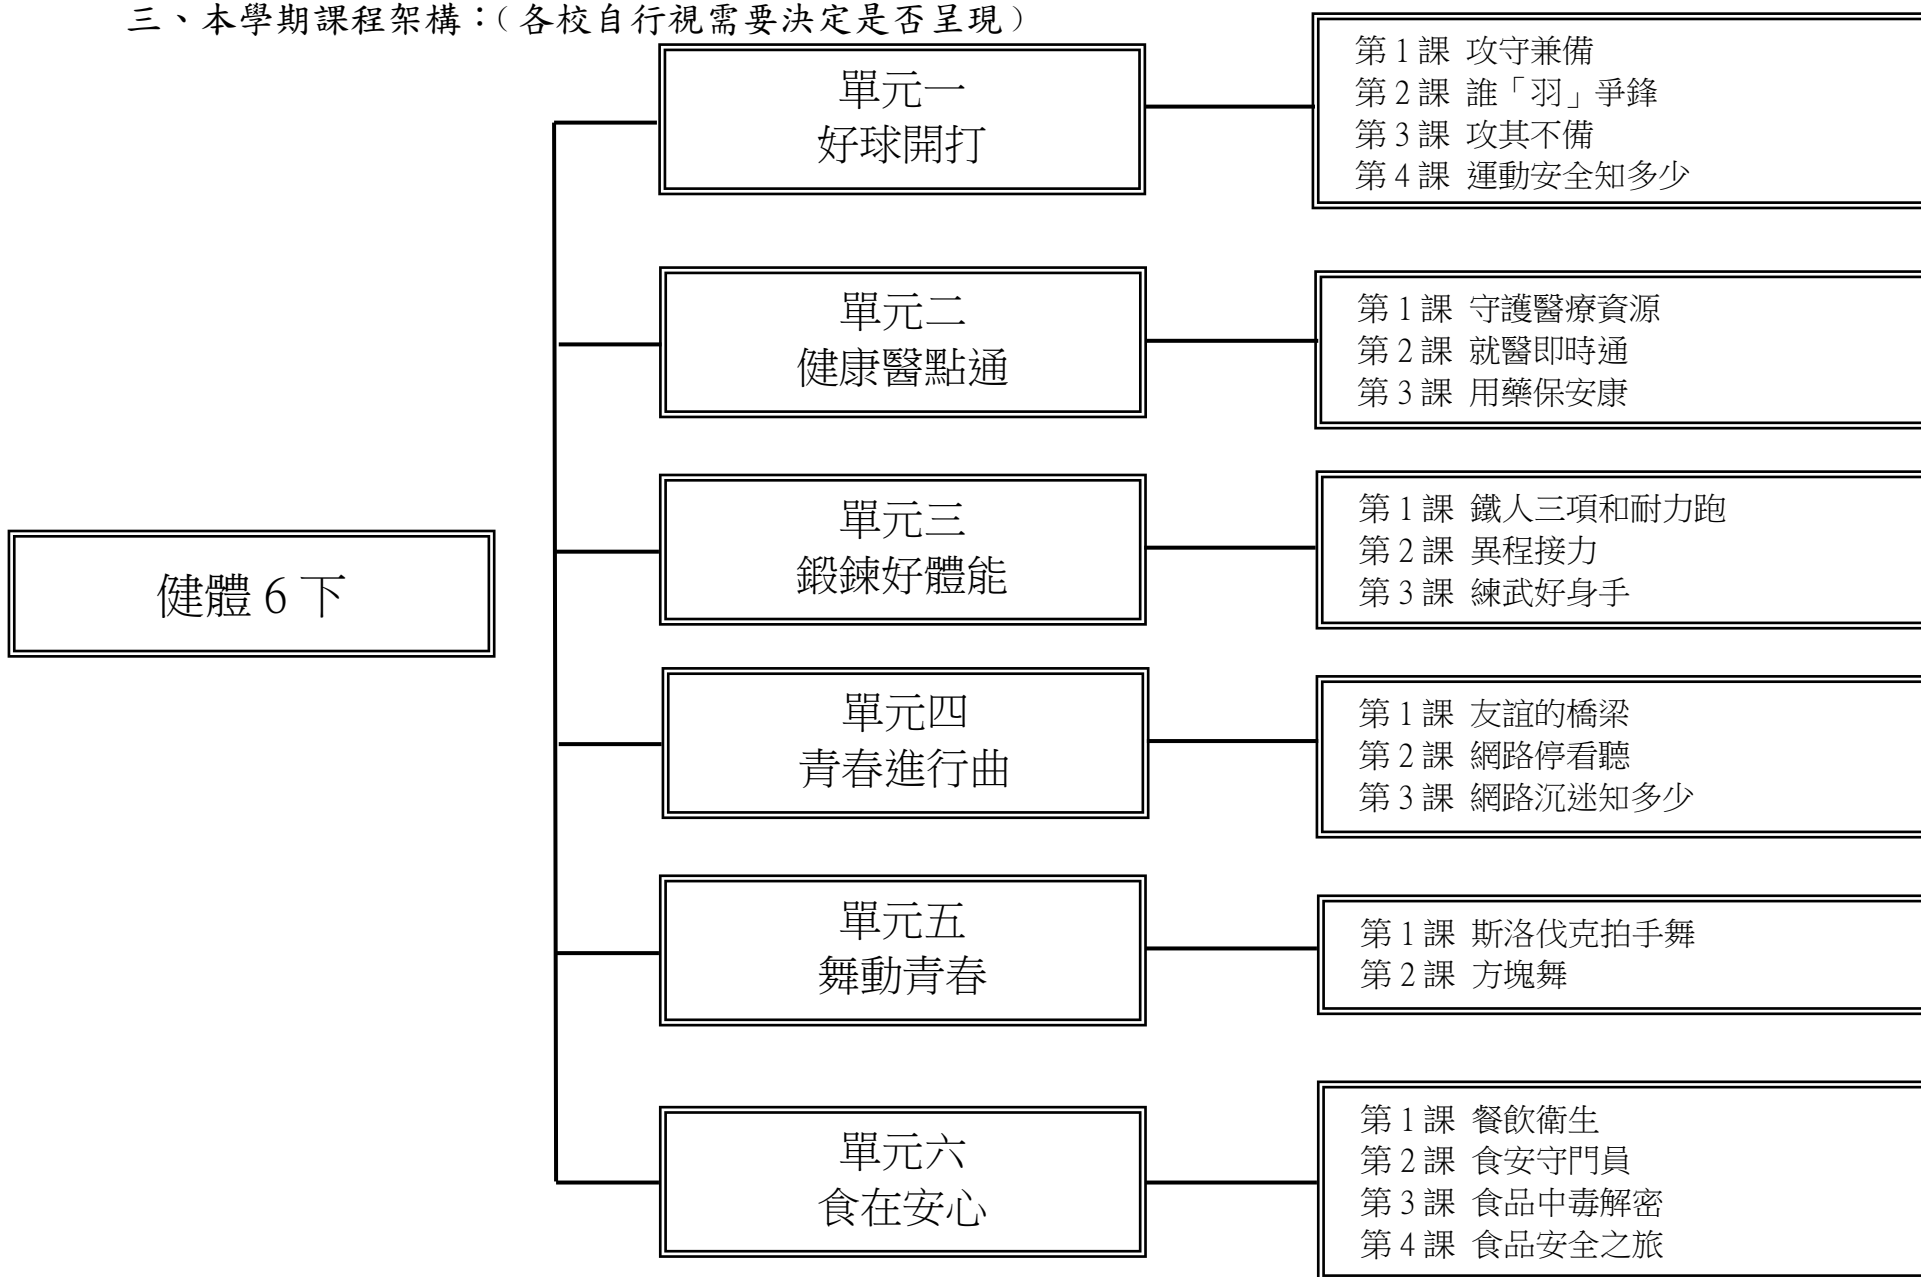 三、本學期課程架構：（各校自行視需要決定是否呈現）
健體 6 下
單元一
好球開打
第 1 課 攻守兼備
第 2 課 誰「羽」爭鋒
第 3 課 攻其不備
第 4 課 運動安全知多少
單元二
健康醫點通
第 1 課 守護醫療資源
第 2 課 就醫即時通
第 3 課 用藥保安康
單元三
鍛鍊好體能
第 1 課 鐵人三項和耐力跑
第 2 課 異程接力
第 3 課 練武好身手
單元四
青春進行曲
第 1 課 友誼的橋梁
第 2 課 網路停看聽
第 3 課 網路沉迷知多少
單元五
舞動青春
第 1 課 斯洛伐克拍手舞
第 2 課 方塊舞
單元六
食在安心
第 1 課 餐飲衛生
第 2 課 食安守門員
第 3 課 食品中毒解密
第 4 課 食品安全之旅